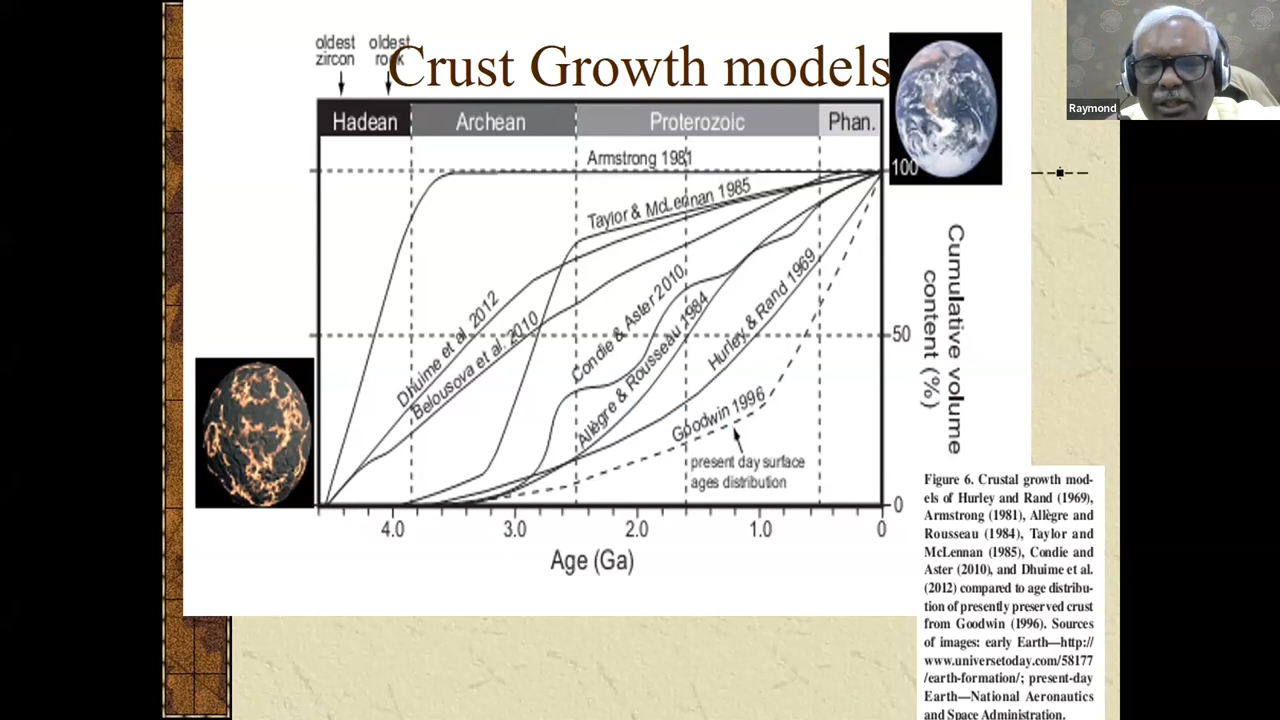 Crust Growth models
oldest zircon
oldest rock
Raymond
Hadean
Archean
Proterozoic
Phan.
Armstrong 1981
100
Taylor & McLennan 1985
Dhuime et al. 2012
Belousova et al. 2010
Condie & Aster 2010
Allègre & Rousseau 1984
Hurley & Rand 1969
Goodwin 1996
50
present day surface
ages distribution
0
Cumulative volume
content (%)
4.0 3.0 2.0 1.0 0
Age (Ga)
Figure 6. Crustal growth mod-
els of Hurley and Rand (1969),
Armstrong (1981), Allègre and
Rousseau (1984), Taylor and
McLennan (1985), Condie and
Aster (2010), and Dhuime et al.
(2012) compared to age distribu-
tion of presently preserved crust
from Goodwin (1996). Sources
of images: early Earth—http://
www.universetoday.com/58177
/earth-formation/; present-day
Earth—National Aeronautics
and Space Administration.